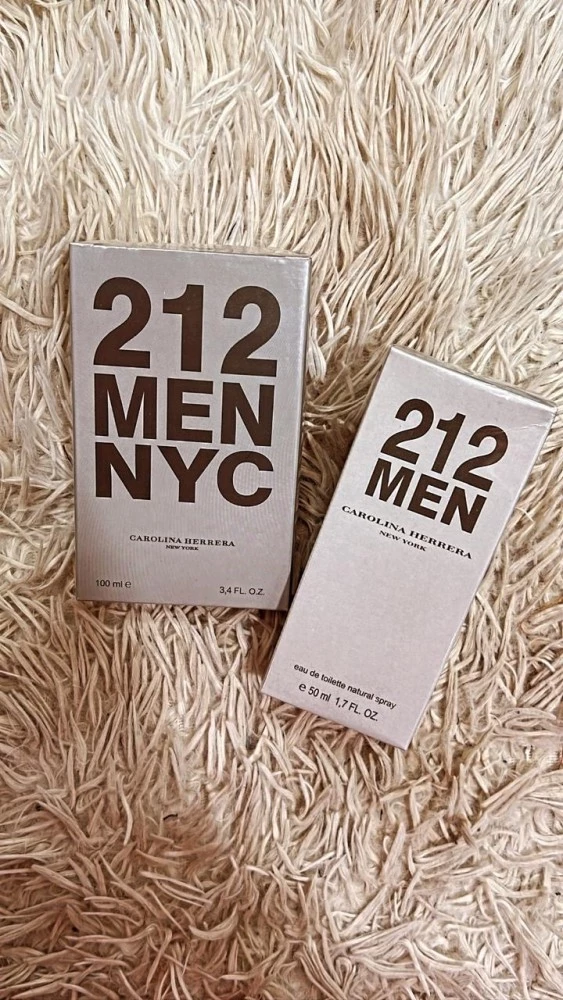 212
MEN
NYC
CAROLINA HERRERA
NEW YORK
100 ml e
3,4 FL. O.Z.
212
MEN
CAROLINA HERRERA
NEW YORK
eau de toilette natural spray
e 50 ml 1,7 FL. OZ.